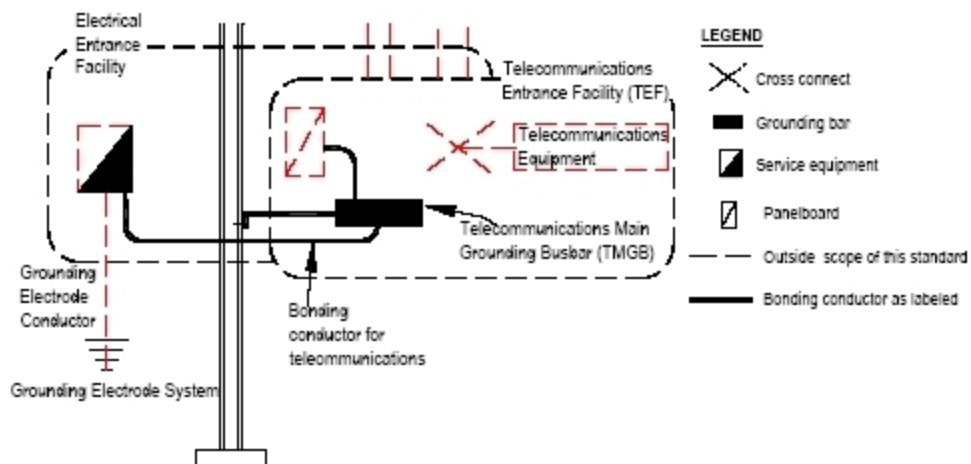 Electrical
Entrance
Facility
Telecommunications
Entrance Facility (TEF)
Telecommunications
Equipment
Telecommunications Main
Grounding Busbar (TMGB)
Grounding
Electrode
Conductor
Bonding
conductor for
telecommunications
Grounding Electrode System
LEGEND
Cross connect
Grounding bar
Service equipment
Panelboard
Outside scope of this standard
Bonding conductor as labeled